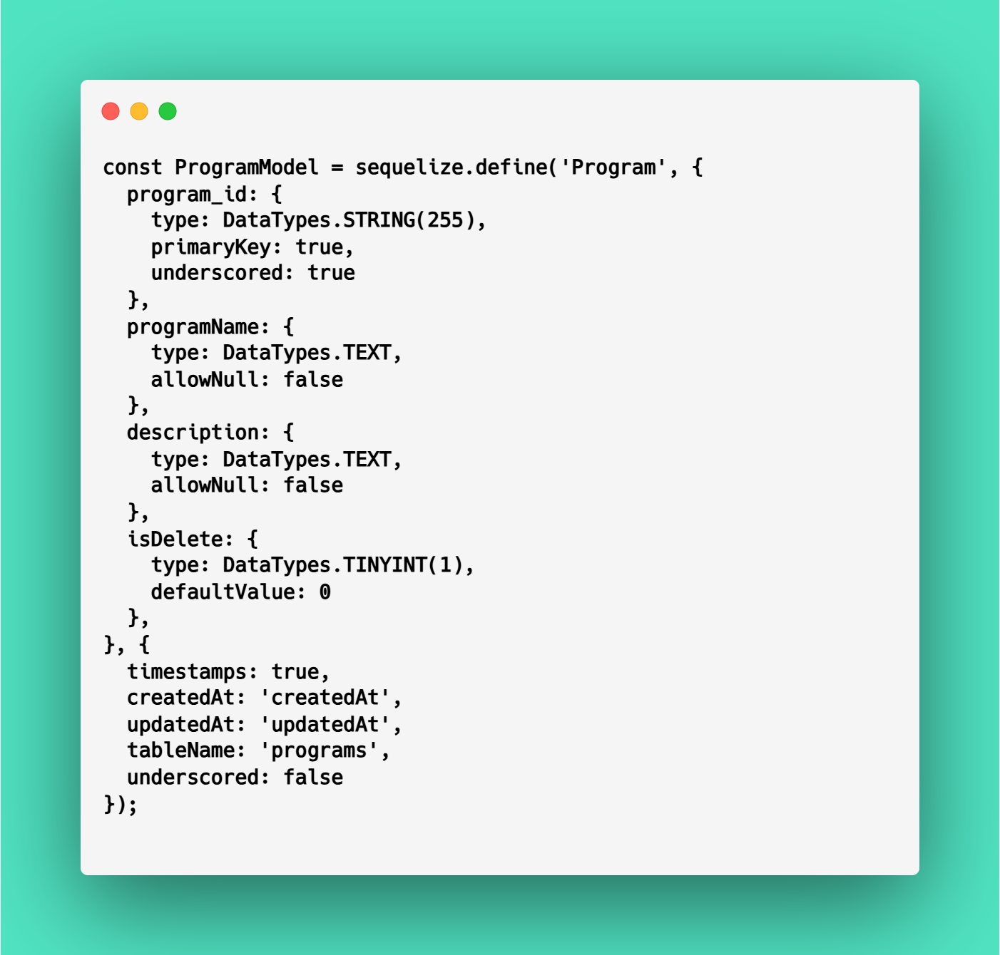 const ProgramModel = sequelize.define('Program', {
  program_id: {
    type: DataTypes.STRING(255),
    primaryKey: true,
    underscored: true
  },
  programName: {
    type: DataTypes.TEXT,
    allowNull: false
  },
  description: {
    type: DataTypes.TEXT,
    allowNull: false
  },
  isDelete: {
    type: DataTypes.TINYINT(1),
    defaultValue: 0
  },
}, {
  timestamps: true,
  createdAt: 'createdAt',
  updatedAt: 'updatedAt',
  tableName: 'programs',
  underscored: false
});